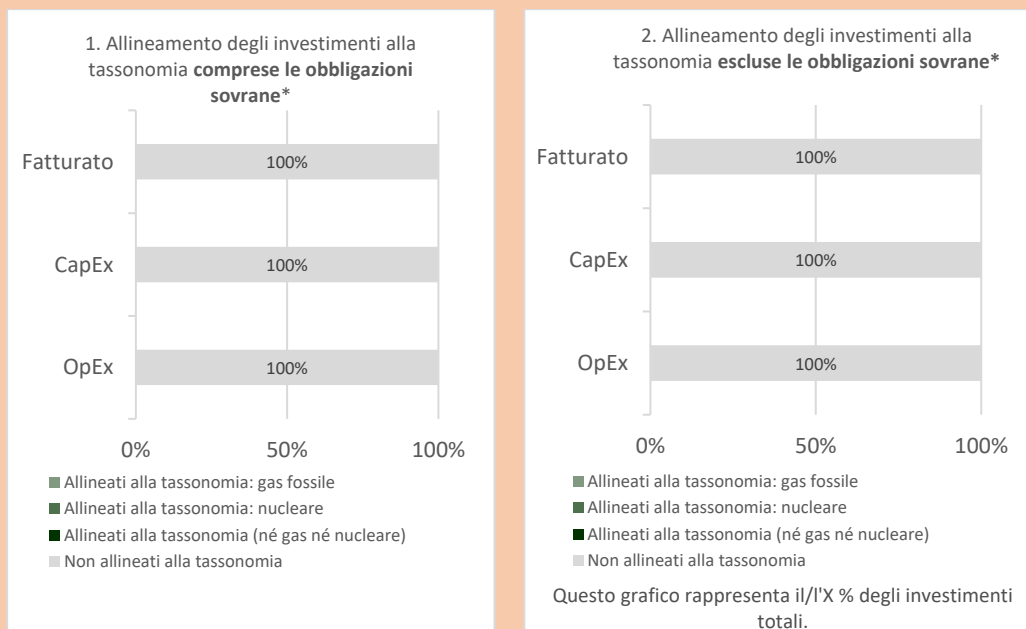 1. Allineamento degli investimenti alla
tassonomia comprese le obbligazioni
sovrane*
Fatturato
100%
CapEx
100%
OpEx
100%
0% 50% 100%
Allineati alla tassonomia: gas fossile
Allineati alla tassonomia: nucleare
Allineati alla tassonomia (né gas né nucleare)
Non allineati alla tassonomia
2. Allineamento degli investimenti alla
tassonomia escluse le obbligazioni sovrane*
Fatturato
100%
CapEx
100%
OpEx
100%
0% 50% 100%
Allineati alla tassonomia: gas fossile
Allineati alla tassonomia: nucleare
Allineati alla tassonomia (né gas né nucleare)
Non allineati alla tassonomia
Questo grafico rappresenta il/l'X % degli investimenti
totali.